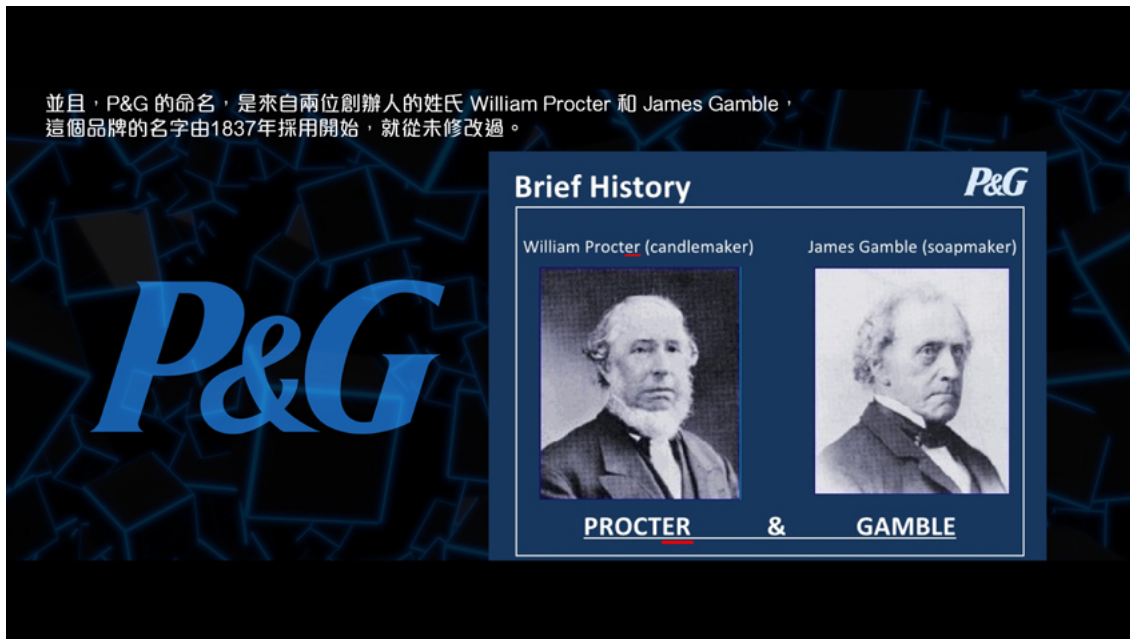 並且，P&G 的命名，是來自兩位創辦人的姓氏 William Procter 和 James Gamble，
這個品牌的名字由1837年採用開始，就從未修改過。
Brief History
P&G
William Procter (candlemaker)
James Gamble (soapmaker)
P&G
PROCTER & GAMBLE